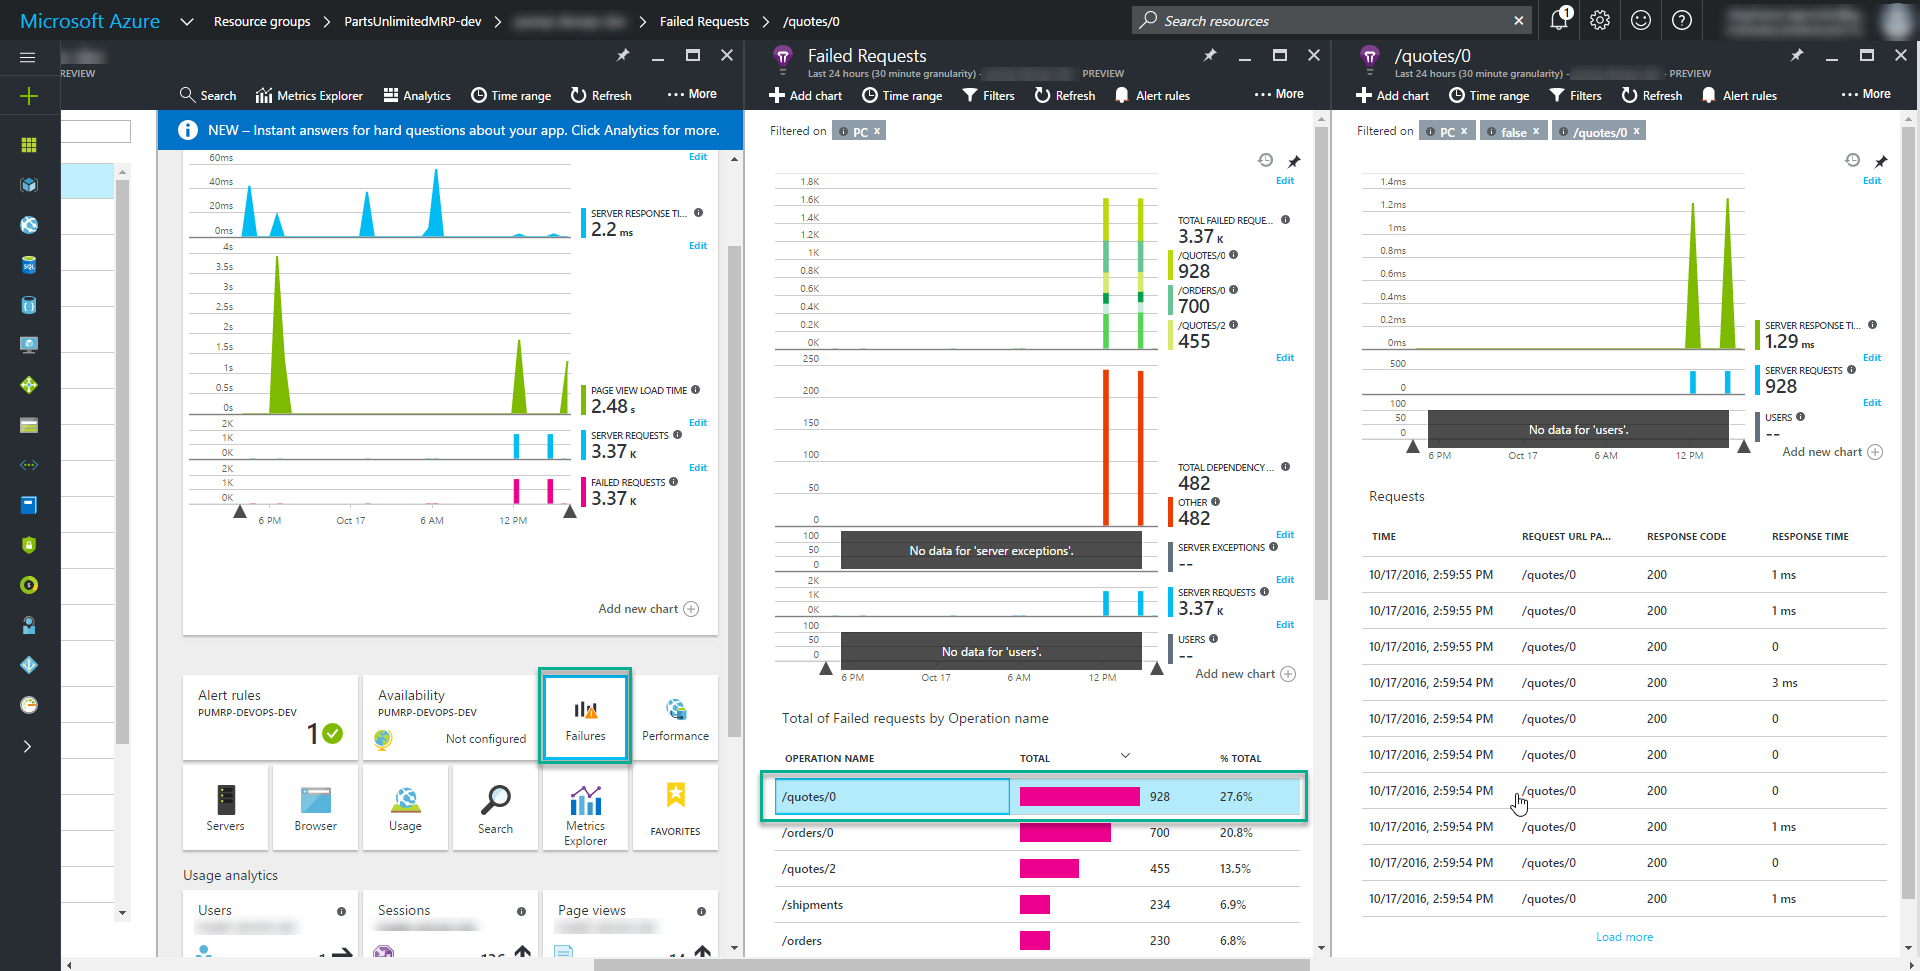 Microsoft Azure
Resource groups
PartsUnlimitedMRP-dev
Failed Requests
/quotes/0
Search resources
1
REVIEW
Search
Metrics Explorer
Analytics
Time range
Refresh
More
NEW – Instant answers for hard questions about your app. Click Analytics for more.
60ms
40ms
20ms
0ms
Edit
SERVER RESPONSE TI...
2.2 ms
Edit
4s
3.5s
3s
2.5s
2s
1.5s
1s
0.5s
0s
PAGE VIEW LOAD TIME
2.48 s
Edit
2K
1K
0K
SERVER REQUESTS
3.37 K
Edit
2K
1K
0K
FAILED REQUESTS
3.37 K
6 PM
Oct 17
6 AM
12 PM
Add new chart
Alert rules
PUMRP-DEVOPS-DEV
1
Availability
PUMRP-DEVOPS-DEV
Not configured
Failures
Performance
Servers
Browser
Usage
Search
Metrics
Explorer
FAVORITES
Usage analytics
Users
Sessions
Page views
Failed Requests
Last 24 hours (30 minute granularity) -
PREVIEW
Add chart
Time range
Filters
Refresh
Alert rules
More
Filtered on
PC x
Edit
1.8K
1.6K
1.4K
1.2K
1K
0.8K
0.6K
0.4K
0.2K
0K
TOTAL FAILED REQUE...
3.37 K
/QUOTES/0
928
/ORDERS/0
700
/QUOTES/2
455
Edit
250
200
150
100
50
0
TOTAL DEPENDENCY...
482
OTHER
482
Edit
100
50
0
No data for 'server exceptions'.
SERVER EXCEPTIONS
--
Edit
2K
1K
0K
SERVER REQUESTS
3.37 K
Edit
100
50
0
No data for 'users'.
USERS
--
6 PM
Oct 17
6 AM
12 PM
Add new chart
Total of Failed requests by Operation name
OPERATION NAME
TOTAL
% TOTAL
/quotes/0
928
27.6%
/orders/0
700
20.8%
/quotes/2
455
13.5%
/shipments
234
6.9%
/orders
230
6.8%
/quotes/0
Last 24 hours (30 minute granularity) -
- PREVIEW
Add chart
Time range
Filters
Refresh
Alert rules
More
Filtered on
PC x
false x
/quotes/0 x
Edit
1.4ms
1.2ms
1ms
0.8ms
0.6ms
0.4ms
0.2ms
0ms
SERVER RESPONSE TI...
1.29 ms
Edit
500
0
SERVER REQUESTS
928
Edit
100
50
0
No data for 'users'.
USERS
--
6 PM
Oct 17
6 AM
12 PM
Add new chart
Requests
TIME
REQUEST URL PA...
RESPONSE CODE
RESPONSE TIME
10/17/2016, 2:59:55 PM
/quotes/0
200
1 ms
10/17/2016, 2:59:55 PM
/quotes/0
200
1 ms
10/17/2016, 2:59:55 PM
/quotes/0
200
0
10/17/2016, 2:59:54 PM
/quotes/0
200
3 ms
10/17/2016, 2:59:54 PM
/quotes/0
200
0
10/17/2016, 2:59:54 PM
/quotes/0
200
0
10/17/2016, 2:59:54 PM
/quotes/0
200
0
10/17/2016, 2:59:54 PM
/quotes/0
200
1 ms
10/17/2016, 2:59:54 PM
/quotes/0
200
0
10/17/2016, 2:59:54 PM
/quotes/0
200
1 ms
Load more